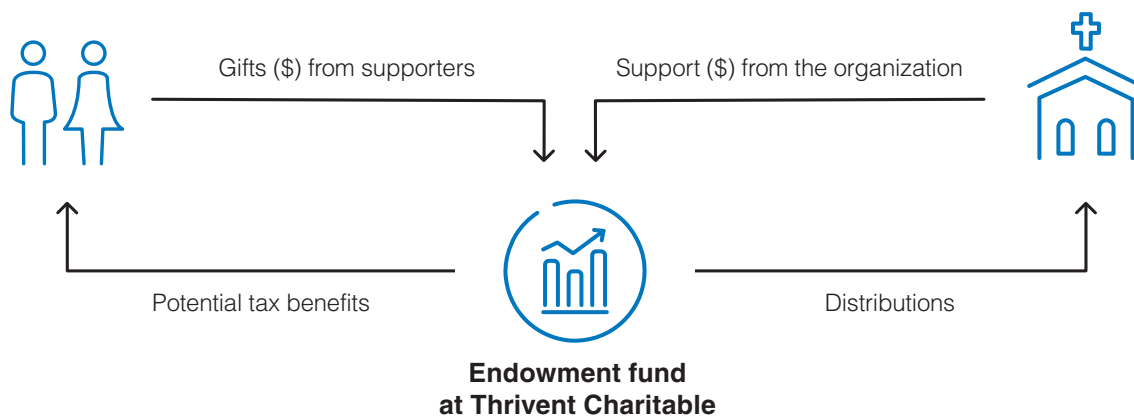 Gifts ($) from supporters
Support ($) from the organization
Potential tax benefits
Distributions
Endowment fund
at Thrivent Charitable